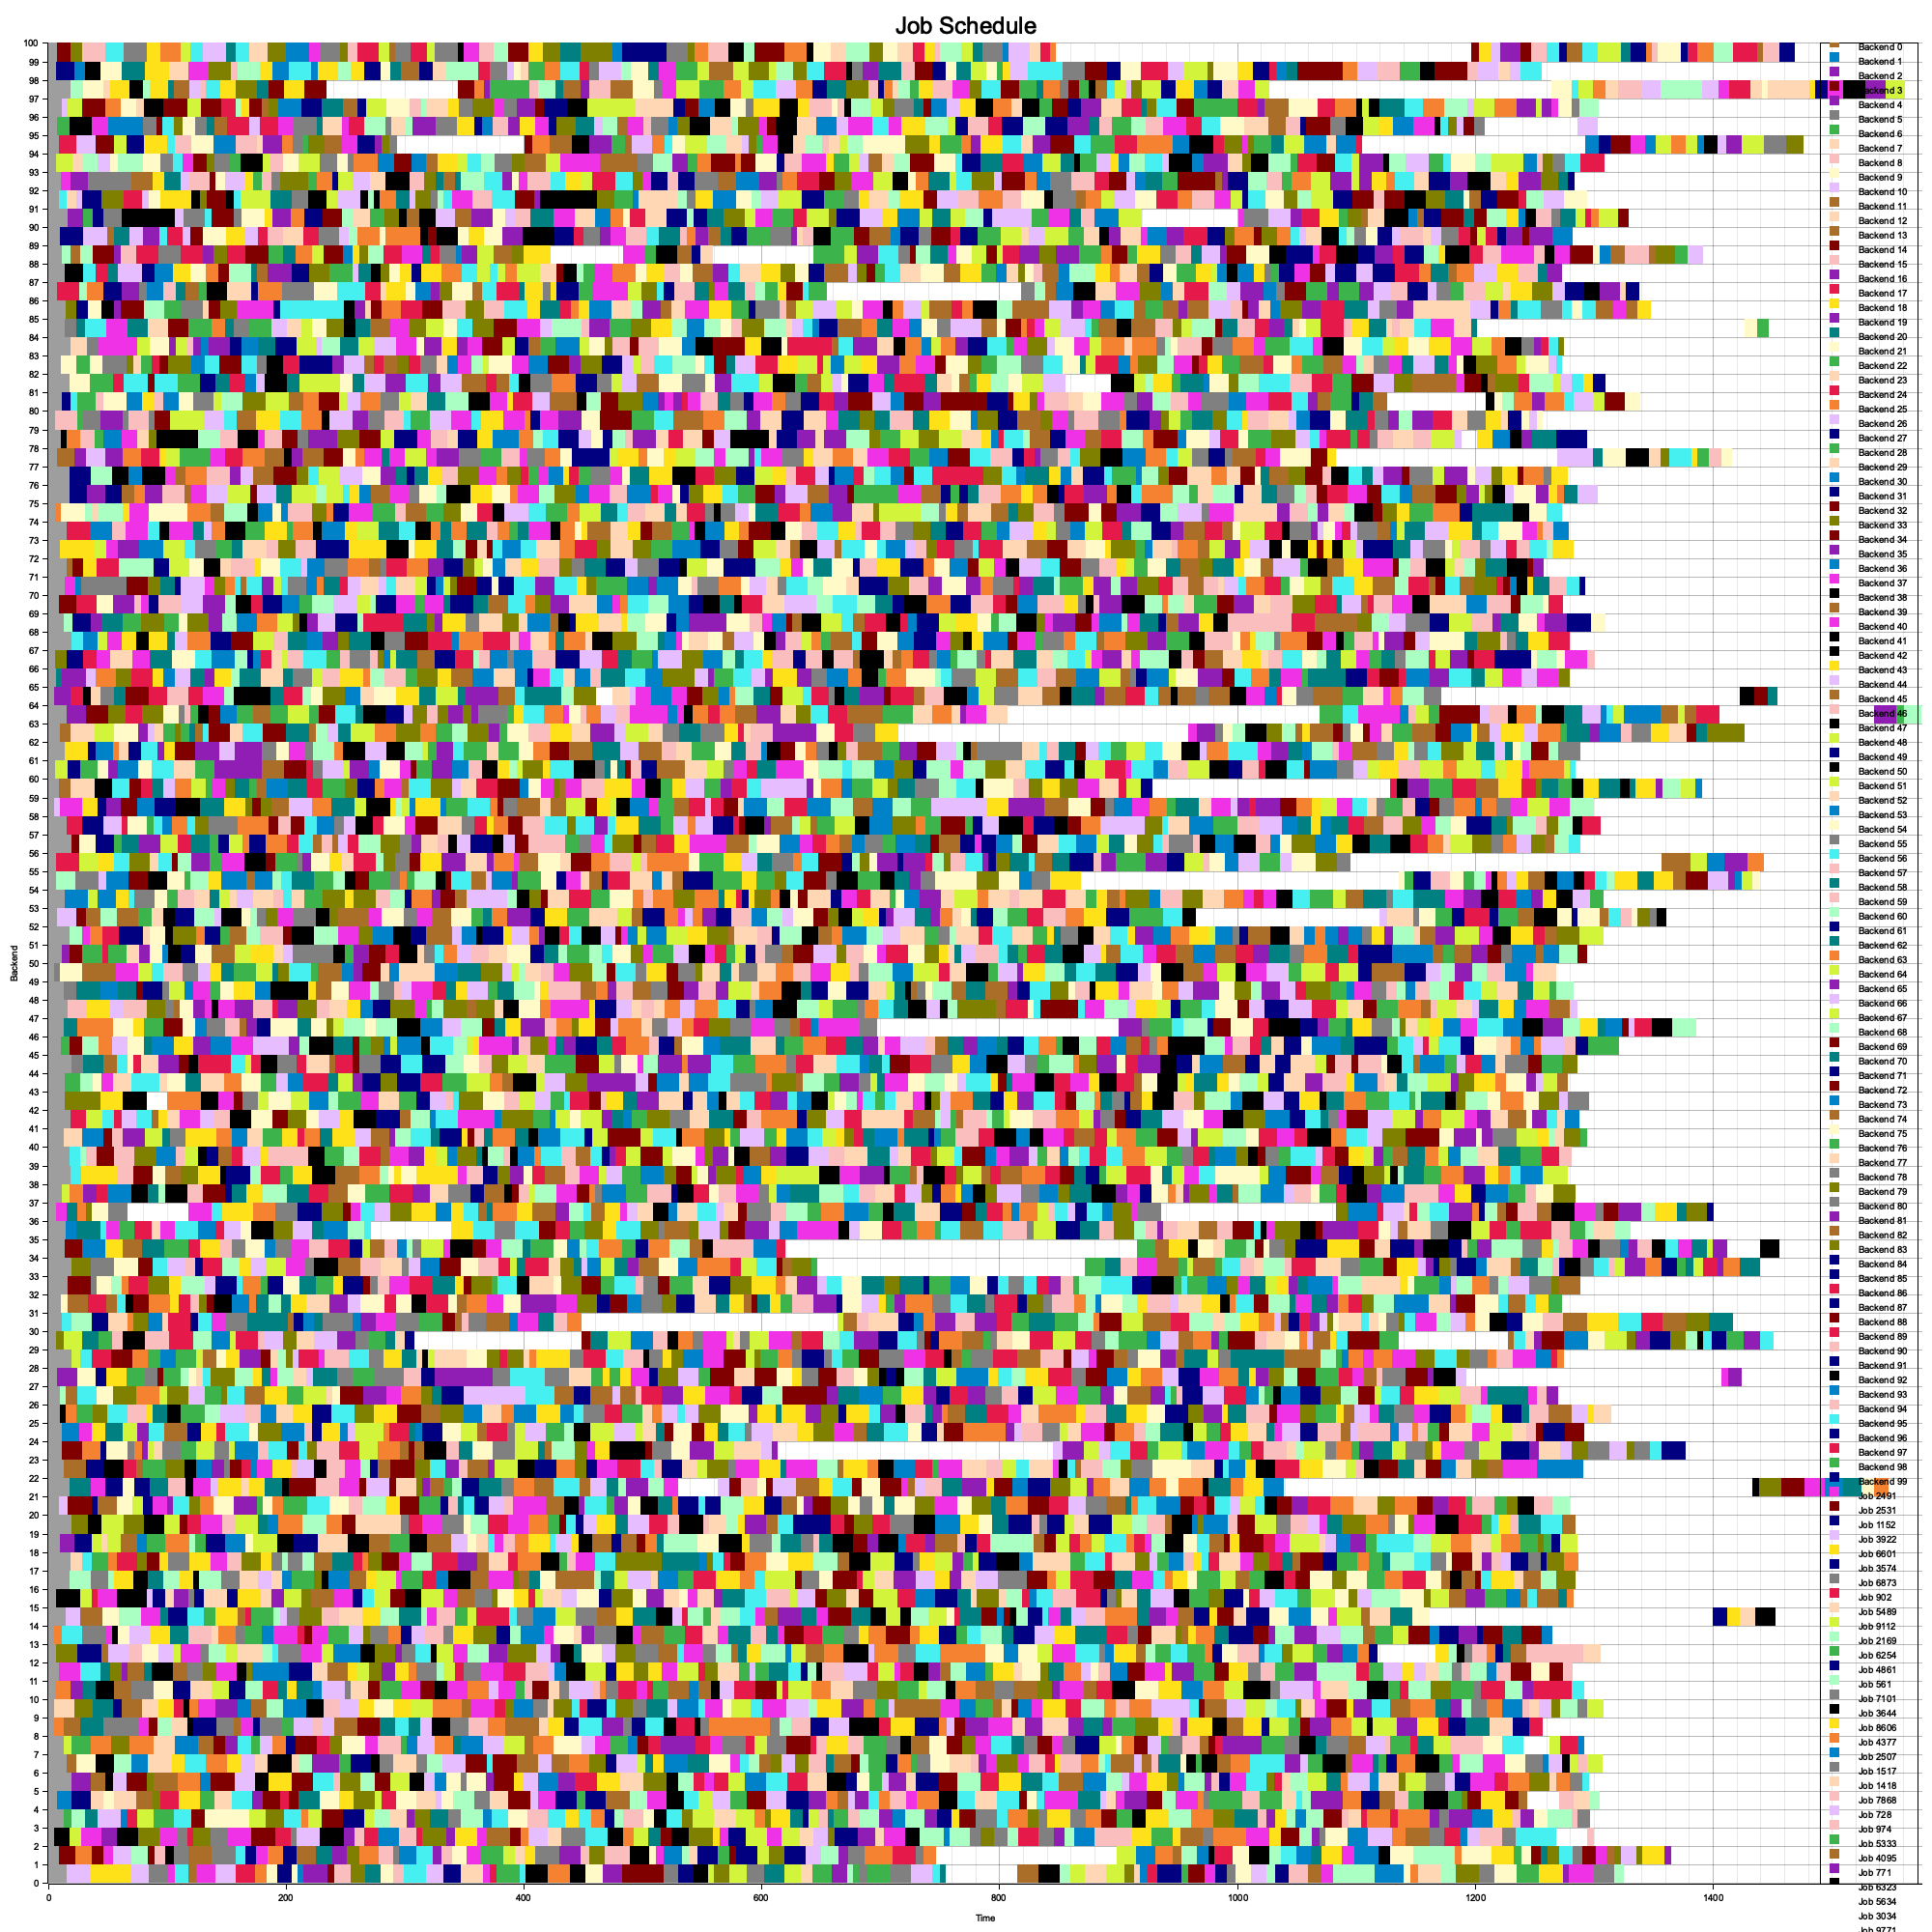 Job Schedule
100
99
98
97
96
95
94
93
92
91
90
89
88
87
86
85
84
83
82
81
80
79
78
77
76
75
74
73
72
71
70
69
68
67
66
65
64
63
62
61
60
59
58
57
56
55
54
53
52
51
50
49
48
47
46
45
44
43
42
41
40
39
38
37
36
35
34
33
32
31
30
29
28
27
26
25
24
23
22
21
20
19
18
17
16
15
14
13
12
11
10
9
8
7
6
5
4
3
2
1
0
Backend
0 200 400 600 800 1000 1200 1400
Time
Backend 0
Backend 1
Backend 2
Backend 3
Backend 4
Backend 5
Backend 6
Backend 7
Backend 8
Backend 9
Backend 10
Backend 11
Backend 12
Backend 13
Backend 14
Backend 15
Backend 16
Backend 17
Backend 18
Backend 19
Backend 20
Backend 21
Backend 22
Backend 23
Backend 24
Backend 25
Backend 26
Backend 27
Backend 28
Backend 29
Backend 30
Backend 31
Backend 32
Backend 33
Backend 34
Backend 35
Backend 36
Backend 37
Backend 38
Backend 39
Backend 40
Backend 41
Backend 42
Backend 43
Backend 44
Backend 45
Backend 46
Backend 47
Backend 48
Backend 49
Backend 50
Backend 51
Backend 52
Backend 53
Backend 54
Backend 55
Backend 56
Backend 57
Backend 58
Backend 59
Backend 60
Backend 61
Backend 62
Backend 63
Backend 64
Backend 65
Backend 66
Backend 67
Backend 68
Backend 69
Backend 70
Backend 71
Backend 72
Backend 73
Backend 74
Backend 75
Backend 76
Backend 77
Backend 78
Backend 79
Backend 80
Backend 81
Backend 82
Backend 83
Backend 84
Backend 85
Backend 86
Backend 87
Backend 88
Backend 89
Backend 90
Backend 91
Backend 92
Backend 93
Backend 94
Backend 95
Backend 96
Backend 97
Backend 98
Backend 99
Job 2491
Job 2531
Job 1152
Job 3922
Job 6601
Job 3574
Job 6873
Job 902
Job 5489
Job 9112
Job 2169
Job 6254
Job 4861
Job 561
Job 7101
Job 3644
Job 8606
Job 4377
Job 2507
Job 1517
Job 1418
Job 7868
Job 728
Job 974
Job 5333
Job 4095
Job 771
Job 6323
Job 5634
Job 3034
Job 9771